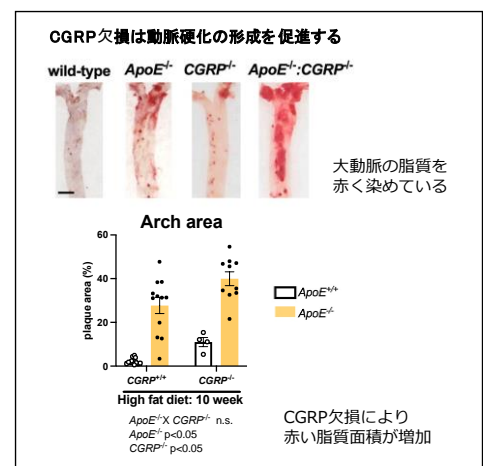 CGRP欠損は動脈硬化の形成を促進する
wild-type ApoE-/- CGRP-/- ApoE-/-:CGRP-/-
大動脈の脂質を
赤く染めている
Arch area
plaque area (%)
60
40
20
0
ApoE+/+
ApoE-/-
CGRP+/+ CGRP-/-
High fat diet: 10 week
ApoE-/-X CGRP-/- n.s.
ApoE-/- p<0.05
CGRP-/- p<0.05
CGRP欠損により
赤い脂質面積が増加